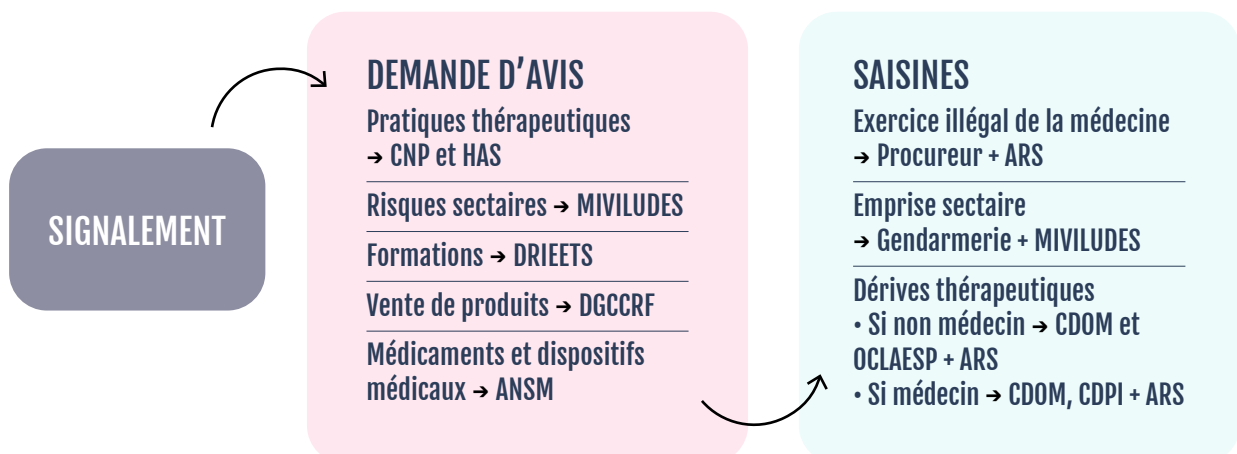 SIGNALEMENT
DEMANDE D’AVIS
Pratiques thérapeutiques
→ CNP et HAS
Risques sectaires → MIVILUDES
Formations → DRIEETS
Vente de produits → DGCCRF
Médicaments et dispositifs
médicaux → ANSM
SAISINES
Exercice illégal de la médecine
→ Procureur + ARS
Emprise sectaire
→ Gendarmerie + MIVILUDES
Dérives thérapeutiques
• Si non médecin → CDOM et
OCLAESP + ARS
• Si médecin → CDOM, CDPI + ARS